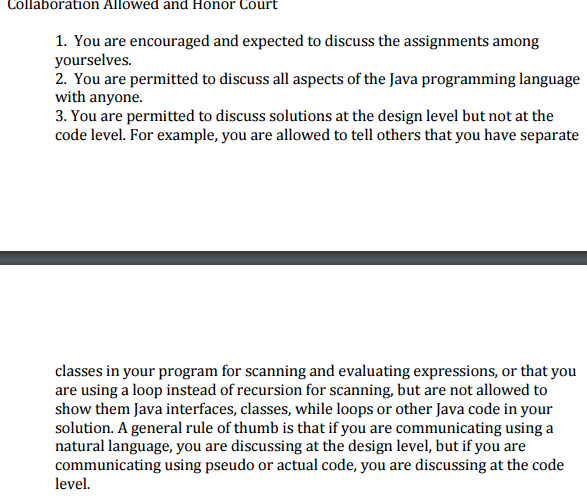 Collaboration Allowed and Honor Court
1. You are encouraged and expected to discuss the assignments among
yourselves.
2. You are permitted to discuss all aspects of the Java programming language
with anyone.
3. You are permitted to discuss solutions at the design level but not at the
code level. For example, you are allowed to tell others that you have separate
classes in your program for scanning and evaluating expressions, or that you
are using a loop instead of recursion for scanning, but are not allowed to
show them Java interfaces, classes, while loops or other Java code in your
solution. A general rule of thumb is that if you are communicating using a
natural language, you are discussing at the design level, but if you are
communicating using pseudo or actual code, you are discussing at the code
level.